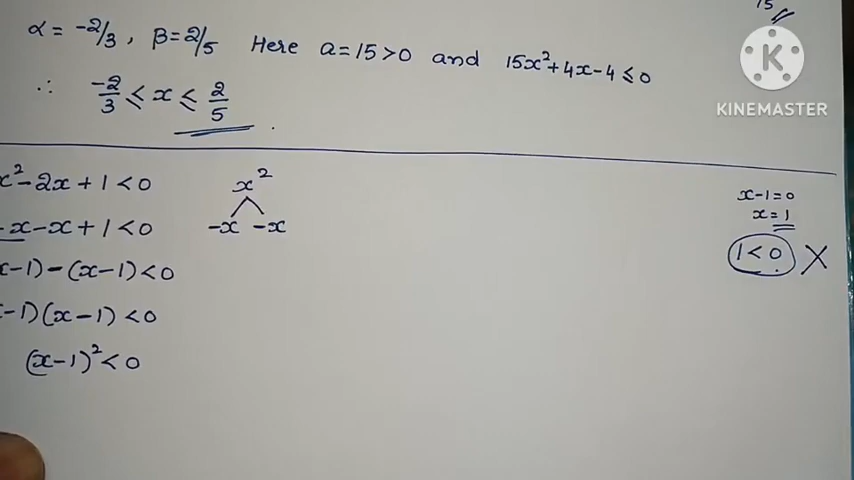 15
α = -2/3 , β = 2/5 Here a = 15 > 0 and 15x² + 4x - 4 ≤ 0
∴ -2/3 ≤ x ≤ 2/5 .
KINEMASTER
x² - 2x + 1 < 0
x²
- x - x + 1 < 0
-x -x
x - 1) - (x - 1) < 0
- 1) (x - 1) < 0
(x - 1)² < 0
x - 1 = 0
x = 1
1 < 0 X